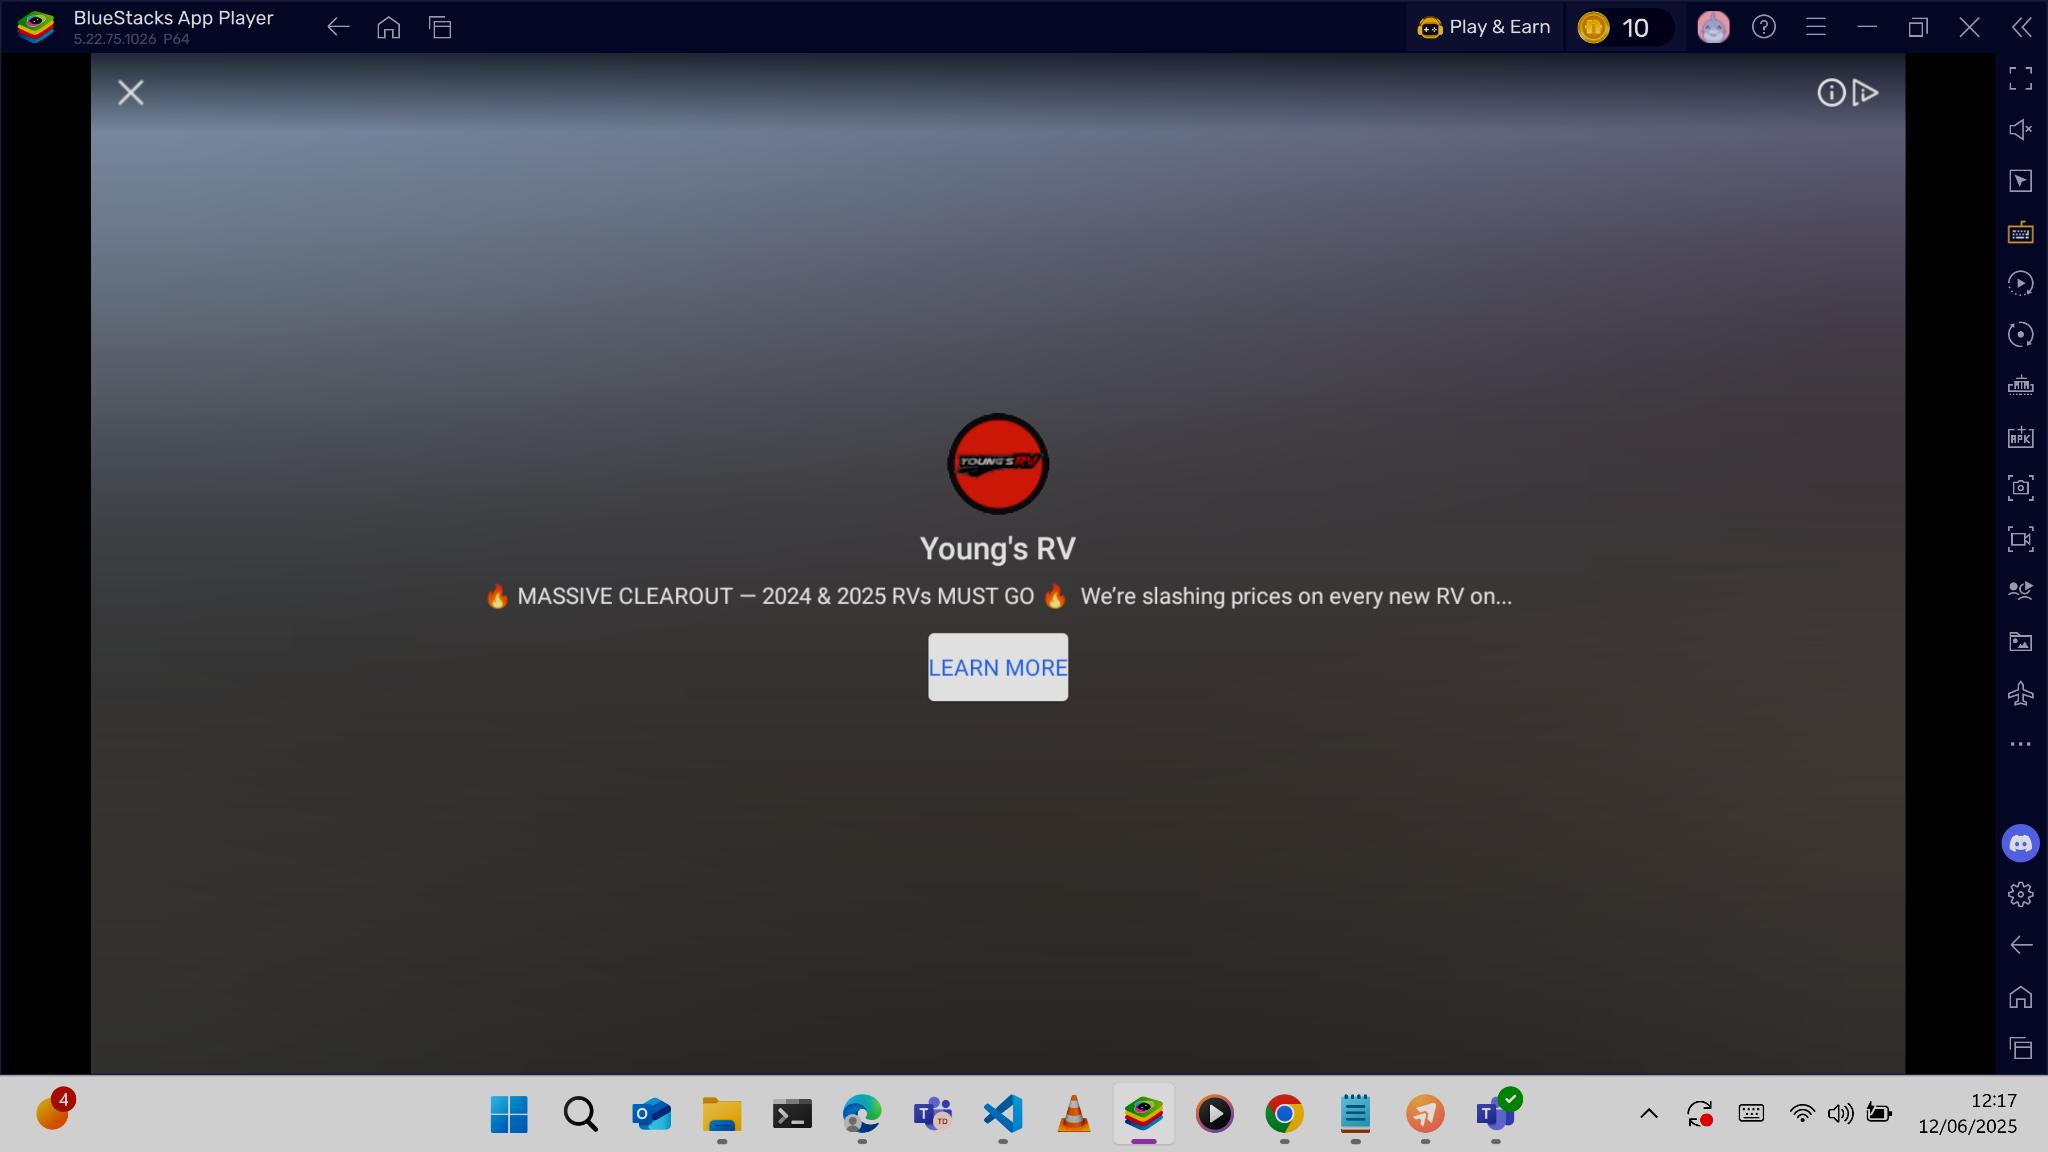 BlueStacks App Player
5.22.75.1026 P64
Play & Earn
10
YOUNG'S RV
Young's RV
🔥 MASSIVE CLEAROUT — 2024 & 2025 RVs MUST GO 🔥 We’re slashing prices on every new RV on...
LEARN MORE
APK
4
TD
12:17
12/06/2025